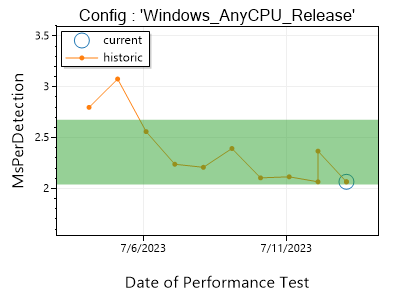 Config : 'Windows_AnyCPU_Release'
current
historic
3.5
3
2.5
2
MsPerDetection
7/6/2023
7/11/2023
Date of Performance Test